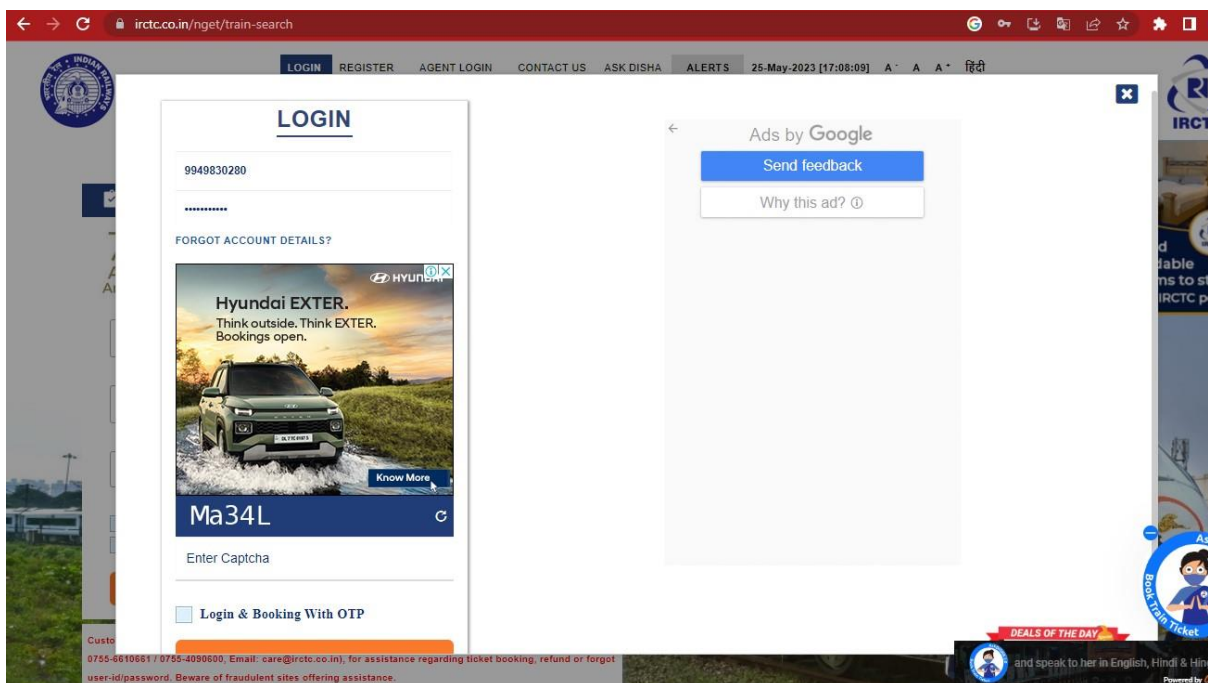 irctc.co.in/nget/train-search
LOGIN REGISTER AGENT LOGIN CONTACT US ASK DISHA ALERTS 25-May-2023 [17:08:09] A- A A+ हिंदी
LOGIN
9949830280
FORGOT ACCOUNT DETAILS?
HYUNDAI
Hyundai EXTER.
Think outside. Think EXTER.
Bookings open.
Know More
Ma34L
Enter Captcha
Login & Booking With OTP
Ads by Google
Send feedback
Why this ad?
INDIAN RAILWAYS
IRCT
d
lable
ms to st
IRCTC p
Book Train Ticket
DEALS OF THE DAY
and speak to her in English, Hindi & Hin
Powered by
Custo
0755-6610661 / 0755-4090600, Email: care@irctc.co.in), for assistance regarding ticket booking, refund or forgot
user-id/password. Beware of fraudulent sites offering assistance.